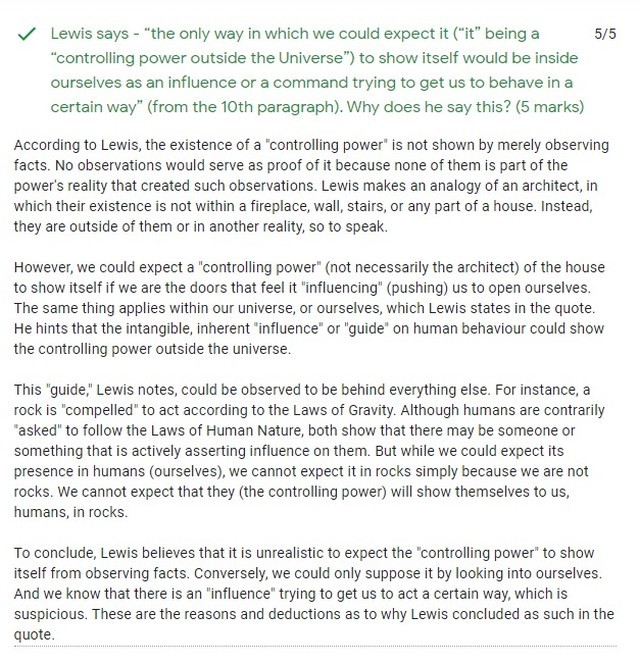 Lewis says - “the only way in which we could expect it (“it” being a 5/5
“controlling power outside the Universe”) to show itself would be inside
ourselves as an influence or a command trying to get us to behave in a
certain way” (from the 10th paragraph). Why does he say this? (5 marks)
According to Lewis, the existence of a "controlling power" is not shown by merely observing
facts. No observations would serve as proof of it because none of them is part of the
power's reality that created such observations. Lewis makes an analogy of an architect, in
which their existence is not within a fireplace, wall, stairs, or any part of a house. Instead,
they are outside of them or in another reality, so to speak.
However, we could expect a "controlling power" (not necessarily the architect) of the house
to show itself if we are the doors that feel it "influencing" (pushing) us to open ourselves.
The same thing applies within our universe, or ourselves, which Lewis states in the quote.
He hints that the intangible, inherent "influence" or "guide" on human behaviour could show
the controlling power outside the universe.
This "guide," Lewis notes, could be observed to be behind everything else. For instance, a
rock is "compelled" to act according to the Laws of Gravity. Although humans are contrarily
"asked" to follow the Laws of Human Nature, both show that there may be someone or
something that is actively asserting influence on them. But while we could expect its
presence in humans (ourselves), we cannot expect it in rocks simply because we are not
rocks. We cannot expect that they (the controlling power) will show themselves to us,
humans, in rocks.
To conclude, Lewis believes that it is unrealistic to expect the "controlling power" to show
itself from observing facts. Conversely, we could only suppose it by looking into ourselves.
And we know that there is an "influence" trying to get us to act a certain way, which is
suspicious. These are the reasons and deductions as to why Lewis concluded as such in the
quote.